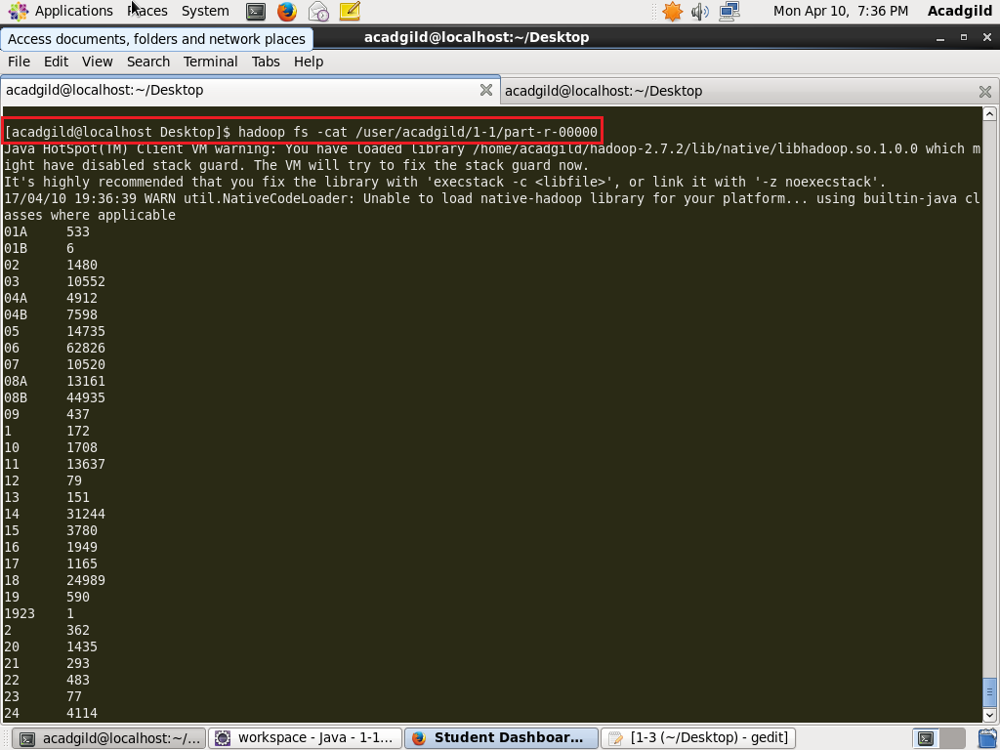 Applications Places System Mon Apr 10, 7:36 PM Acadgild
Access documents, folders and network places
acadgild@localhost:~/Desktop
File Edit View Search Terminal Tabs Help
acadgild@localhost:~/Desktop acadgild@localhost:~/Desktop
[acadgild@localhost Desktop]$ hadoop fs -cat /user/acadgild/1-1/part-r-00000
Java HotSpot(TM) Client VM warning: You have loaded library /home/acadgild/hadoop-2.7.2/lib/native/libhadoop.so.1.0.0 which m
ight have disabled stack guard. The VM will try to fix the stack guard now.
It's highly recommended that you fix the library with 'execstack -c <libfile>', or link it with '-z noexecstack'.
17/04/10 19:36:39 WARN util.NativeCodeLoader: Unable to load native-hadoop library for your platform... using builtin-java cl
asses where applicable
01A 533
01B 6
02 1480
03 10552
04A 4912
04B 7598
05 14735
06 62826
07 10520
08A 13161
08B 44935
09 437
1 172
10 1708
11 13637
12 79
13 151
14 31244
15 3780
16 1949
17 1165
18 24989
19 590
1923 1
2 362
20 1435
21 293
22 483
23 77
24 4114
acadgild@localhost:~/... workspace - Java - 1-1... Student Dashboar... [1-3 (~/Desktop) - gedit]